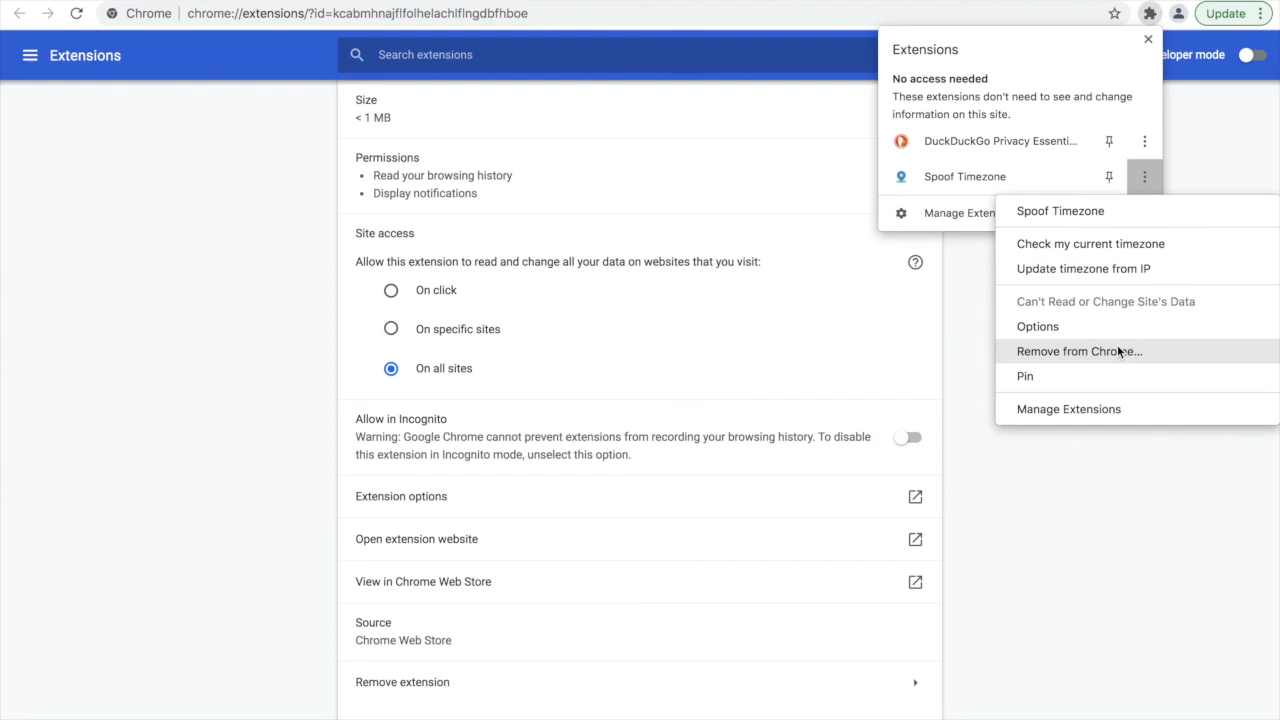 Chrome
chrome://extensions/?id=kcabmhnajflfolhelachlflngdbfhboe
Update
Extensions
Search extensions
eloper mode
Size
< 1 MB
Permissions
• Read your browsing history
• Display notifications
Site access
Allow this extension to read and change all your data on websites that you visit:
On click
On specific sites
On all sites
Allow in Incognito
Warning: Google Chrome cannot prevent extensions from recording your browsing history. To disable
this extension in Incognito mode, unselect this option.
Extension options
Open extension website
View in Chrome Web Store
Source
Chrome Web Store
Remove extension
Extensions
No access needed
These extensions don't need to see and change
information on this site.
DuckDuckGo Privacy Essenti...
Spoof Timezone
Manage Exten
Spoof Timezone
Check my current timezone
Update timezone from IP
Can't Read or Change Site's Data
Options
Remove from Chrome...
Pin
Manage Extensions